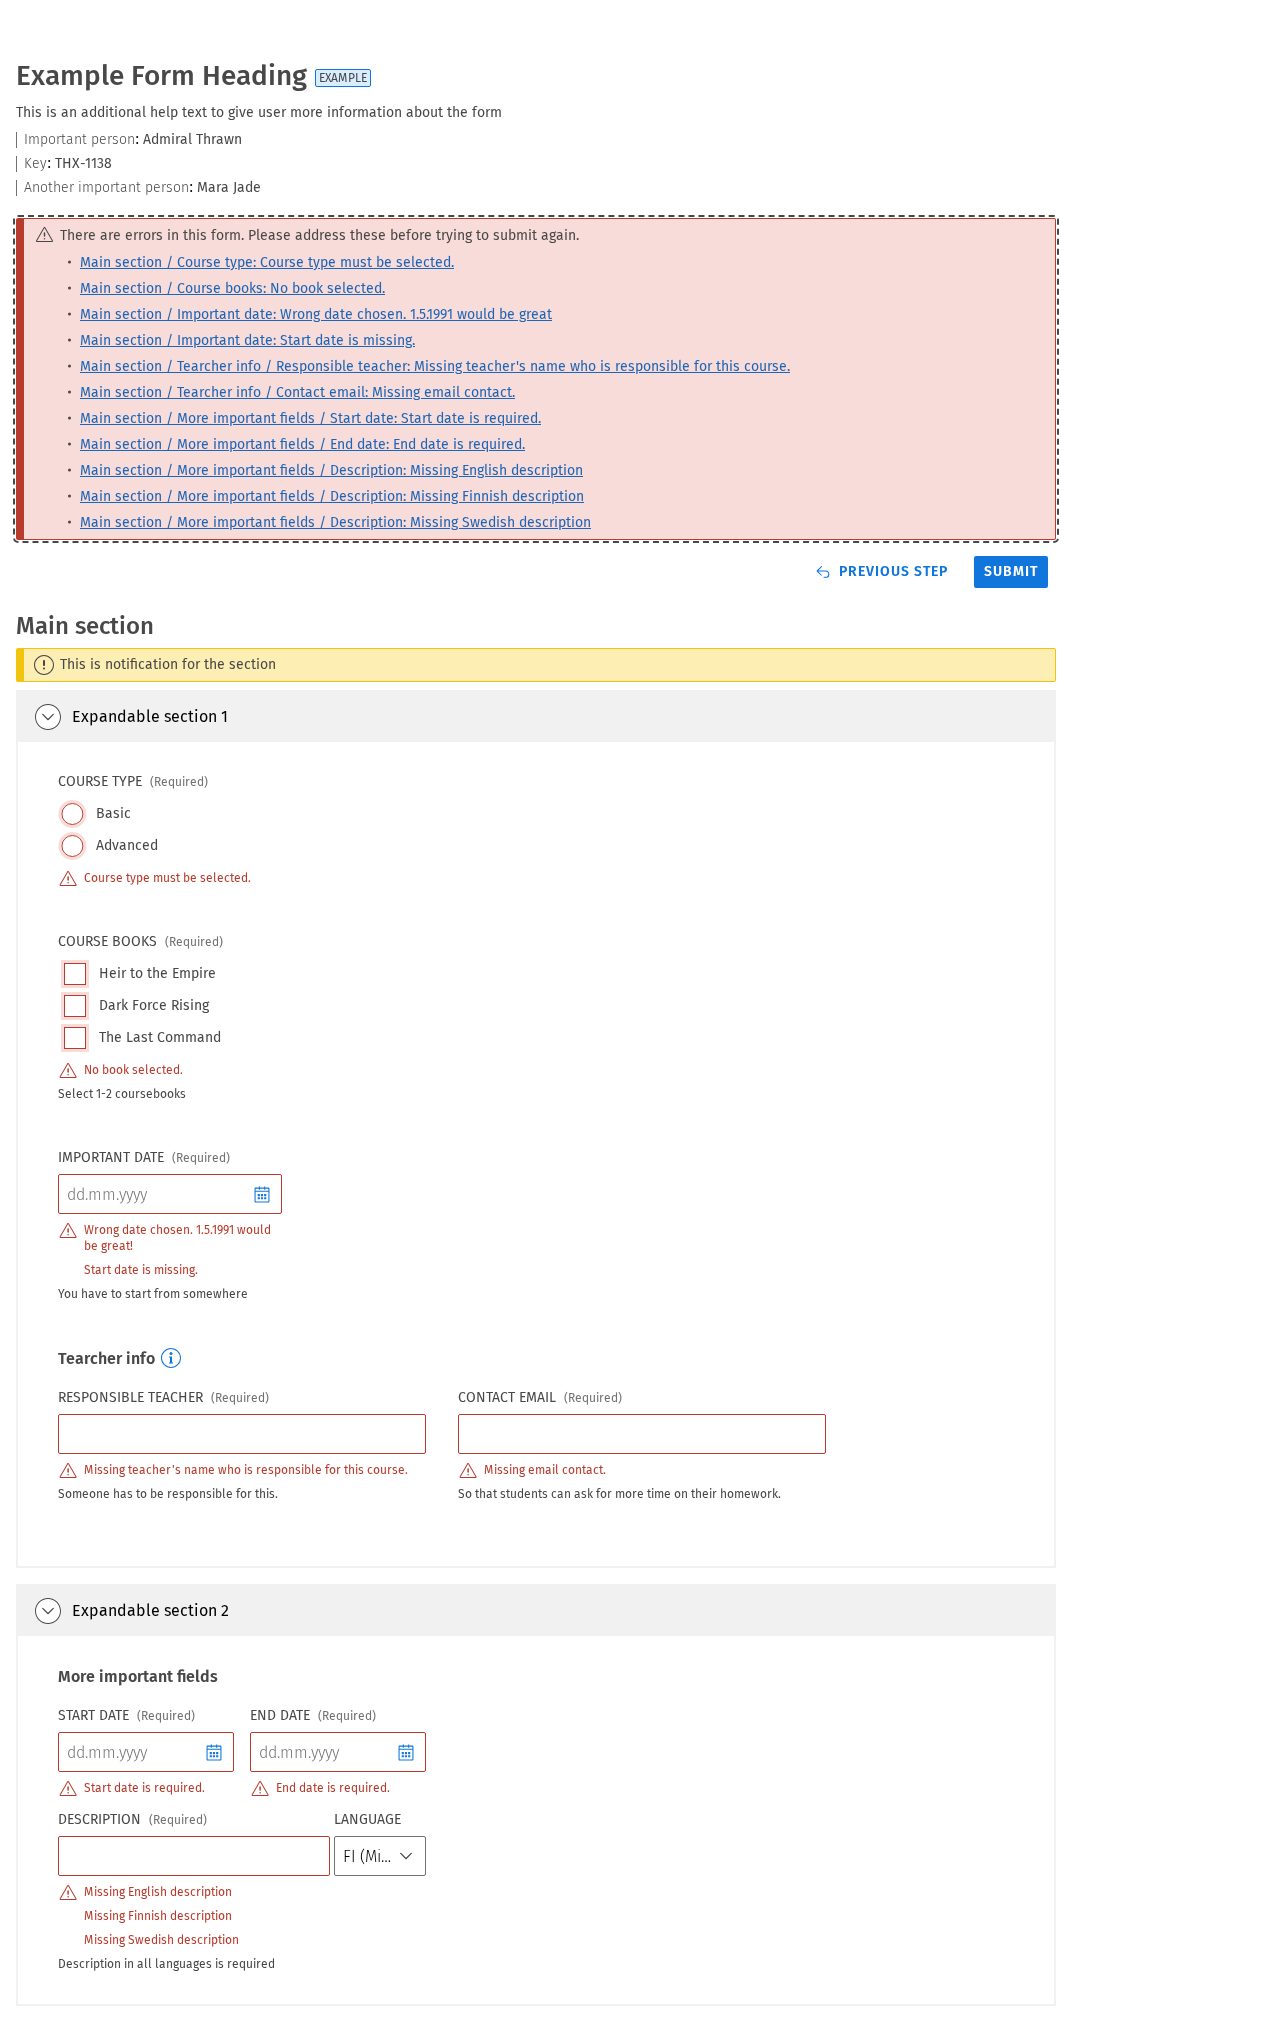 Example Form Heading EXAMPLE
This is an additional help text to give user more information about the form
Important person: Admiral Thrawn
Key: THX-1138
Another important person: Mara Jade
There are errors in this form. Please address these before trying to submit again.
• Main section / Course type: Course type must be selected.
• Main section / Course books: No book selected.
• Main section / Important date: Wrong date chosen. 1.5.1991 would be great
• Main section / Important date: Start date is missing.
• Main section / Tearcher info / Responsible teacher: Missing teacher's name who is responsible for this course.
• Main section / Tearcher info / Contact email: Missing email contact.
• Main section / More important fields / Start date: Start date is required.
• Main section / More important fields / End date: End date is required.
• Main section / More important fields / Description: Missing English description
• Main section / More important fields / Description: Missing Finnish description
• Main section / More important fields / Description: Missing Swedish description
PREVIOUS STEP SUBMIT
Main section
This is notification for the section
Expandable section 1
COURSE TYPE (Required)
Basic
Advanced
Course type must be selected.
COURSE BOOKS (Required)
Heir to the Empire
Dark Force Rising
The Last Command
No book selected.
Select 1-2 coursebooks
IMPORTANT DATE (Required)
dd.mm.yyyy
Wrong date chosen. 1.5.1991 would
be great!
Start date is missing.
You have to start from somewhere
Tearcher info
RESPONSIBLE TEACHER (Required) CONTACT EMAIL (Required)
Missing teacher's name who is responsible for this course. Missing email contact.
Someone has to be responsible for this. So that students can ask for more time on their homework.
Expandable section 2
More important fields
START DATE (Required) END DATE (Required)
dd.mm.yyyy dd.mm.yyyy
Start date is required. End date is required.
DESCRIPTION (Required) LANGUAGE
FI (Mi...
Missing English description
Missing Finnish description
Missing Swedish description
Description in all languages is required